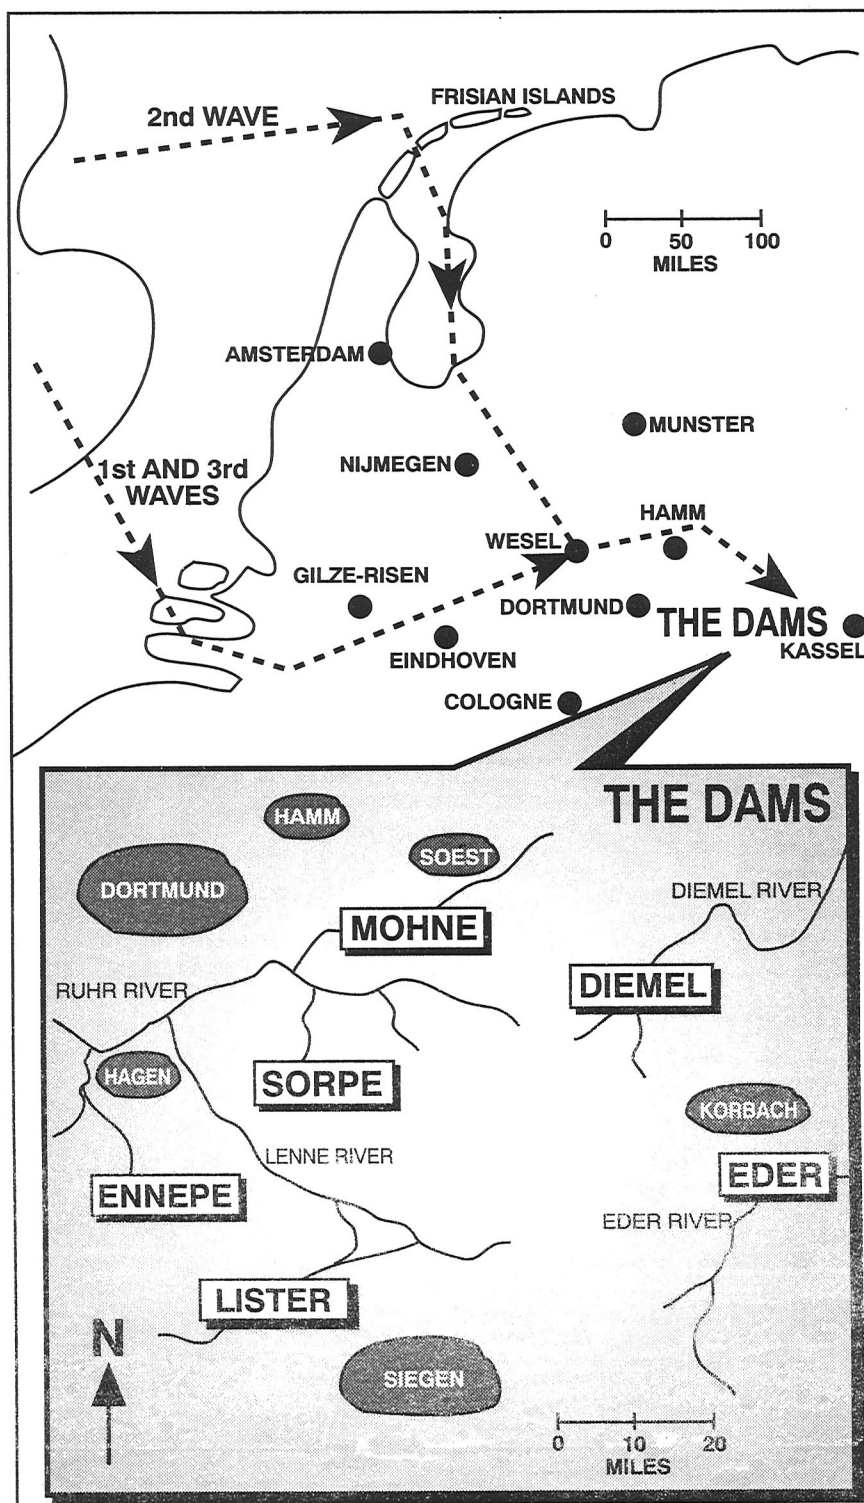 FRISIAN ISLANDS
2nd WAVE
0 50 100
MILES
AMSTERDAM
MUNSTER
NIJMEGEN
1st AND 3rd
WAVES
HAMM
WESEL
GILZE-RISEN
DORTMUND
THE DAMS
EINDHOVEN
KASSEL
COLOGNE
THE DAMS
HAMM
SOEST
DORTMUND
DIEMEL RIVER
MOHNE
DIEMEL
RUHR RIVER
HAGEN
SORPE
KORBACH
LENNE RIVER
EDER
ENNEPE
EDER RIVER
LISTER
N
SIEGEN
0 10 20
MILES